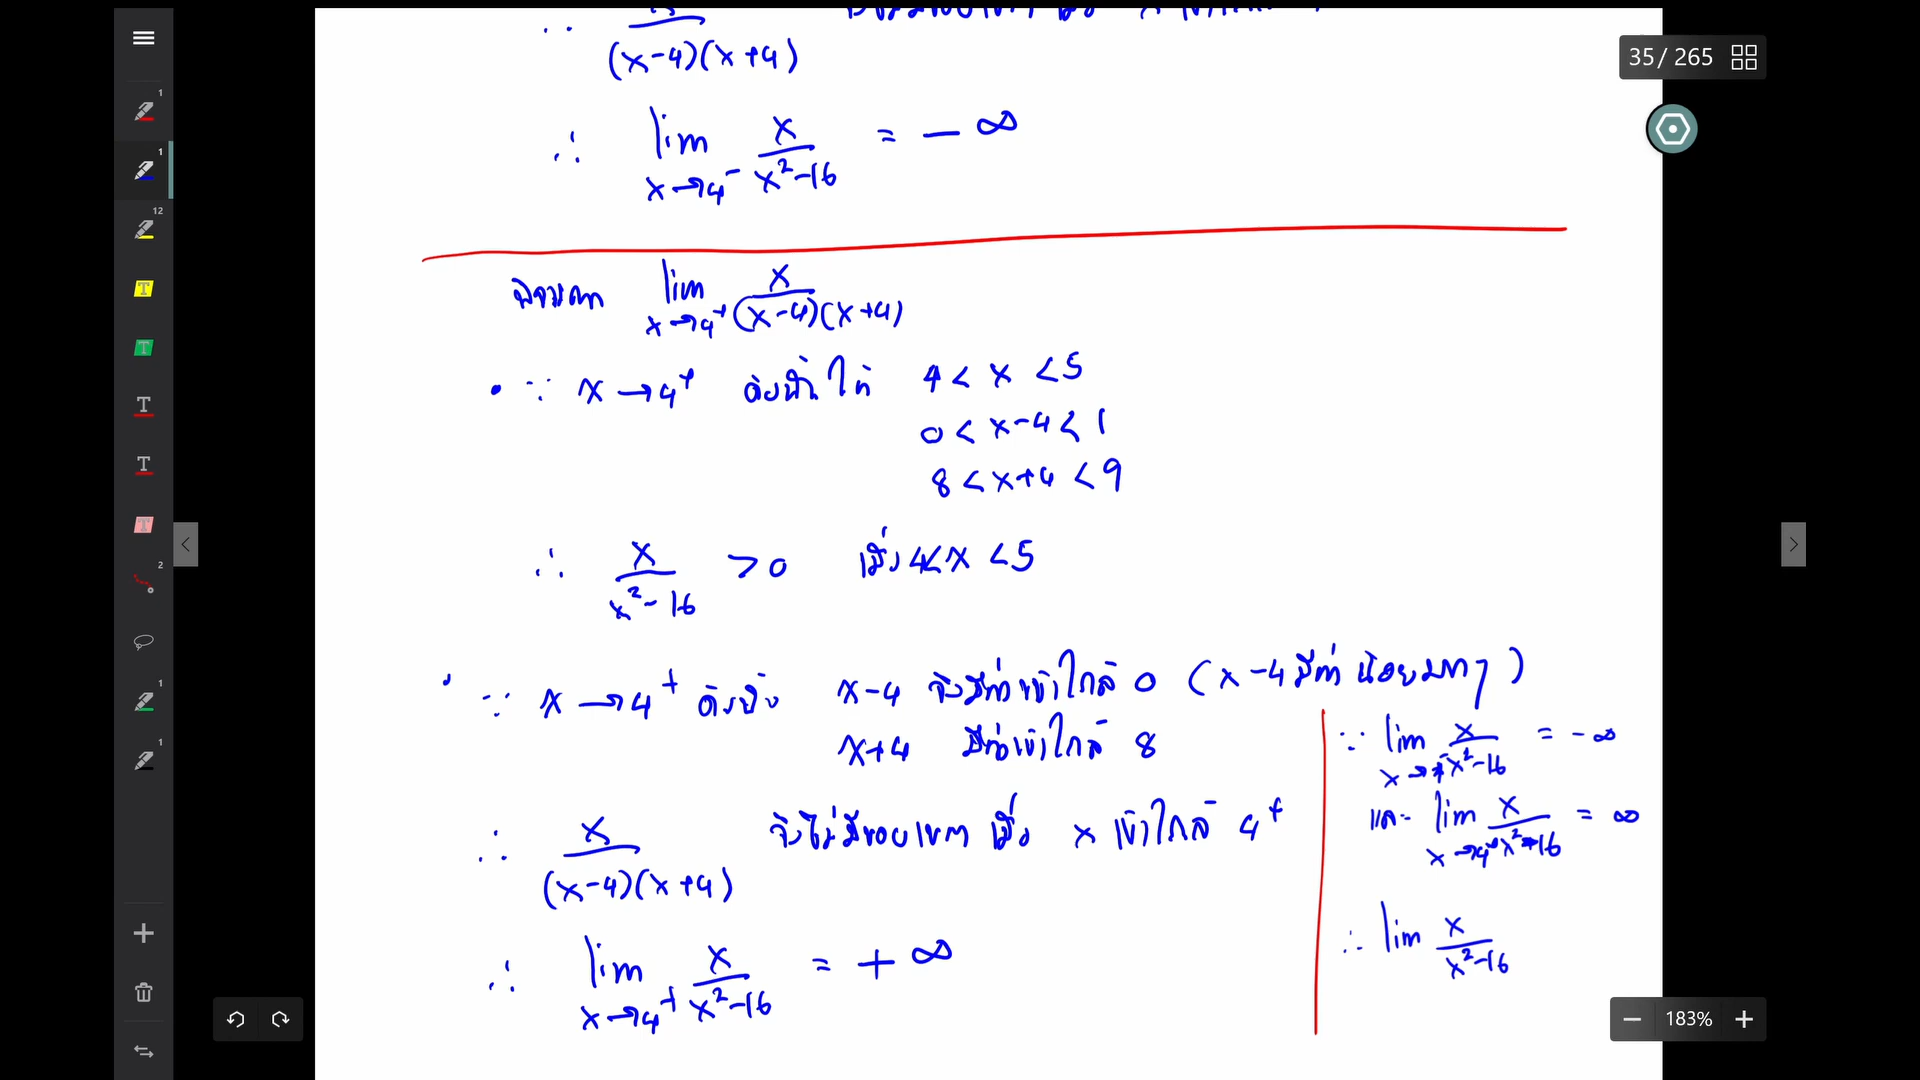 35 / 265
∴ x/((x-4)(x+4))
∴ lim x→4⁻ x/(x²-16) = -∞
พิจารณา lim x→4⁺ x/((x-4)(x+4))
• ∵ x→4⁺ ดังนั้นให้ 4 < x < 5
0 < x-4 < 1
8 < x+4 < 9
∴ x/(x²-16) > 0 เมื่อ 4 < x < 5
• ∵ x→4⁺ ดังนั้น x-4 จึงมีค่าเข้าใกล้ 0 (x-4 มีค่าน้อยมากๆ)
x+4 มีค่าเข้าใกล้ 8
∴ x/((x-4)(x+4)) จึงไม่มีขอบเขต เมื่อ x เข้าใกล้ 4⁺
∴ lim x→4⁺ x/(x²-16) = +∞
∵ lim x→4⁻ x/(x²-16) = -∞
และ lim x→4⁺ x/(x²-16) = ∞
∴ lim x/(x²-16)
183%